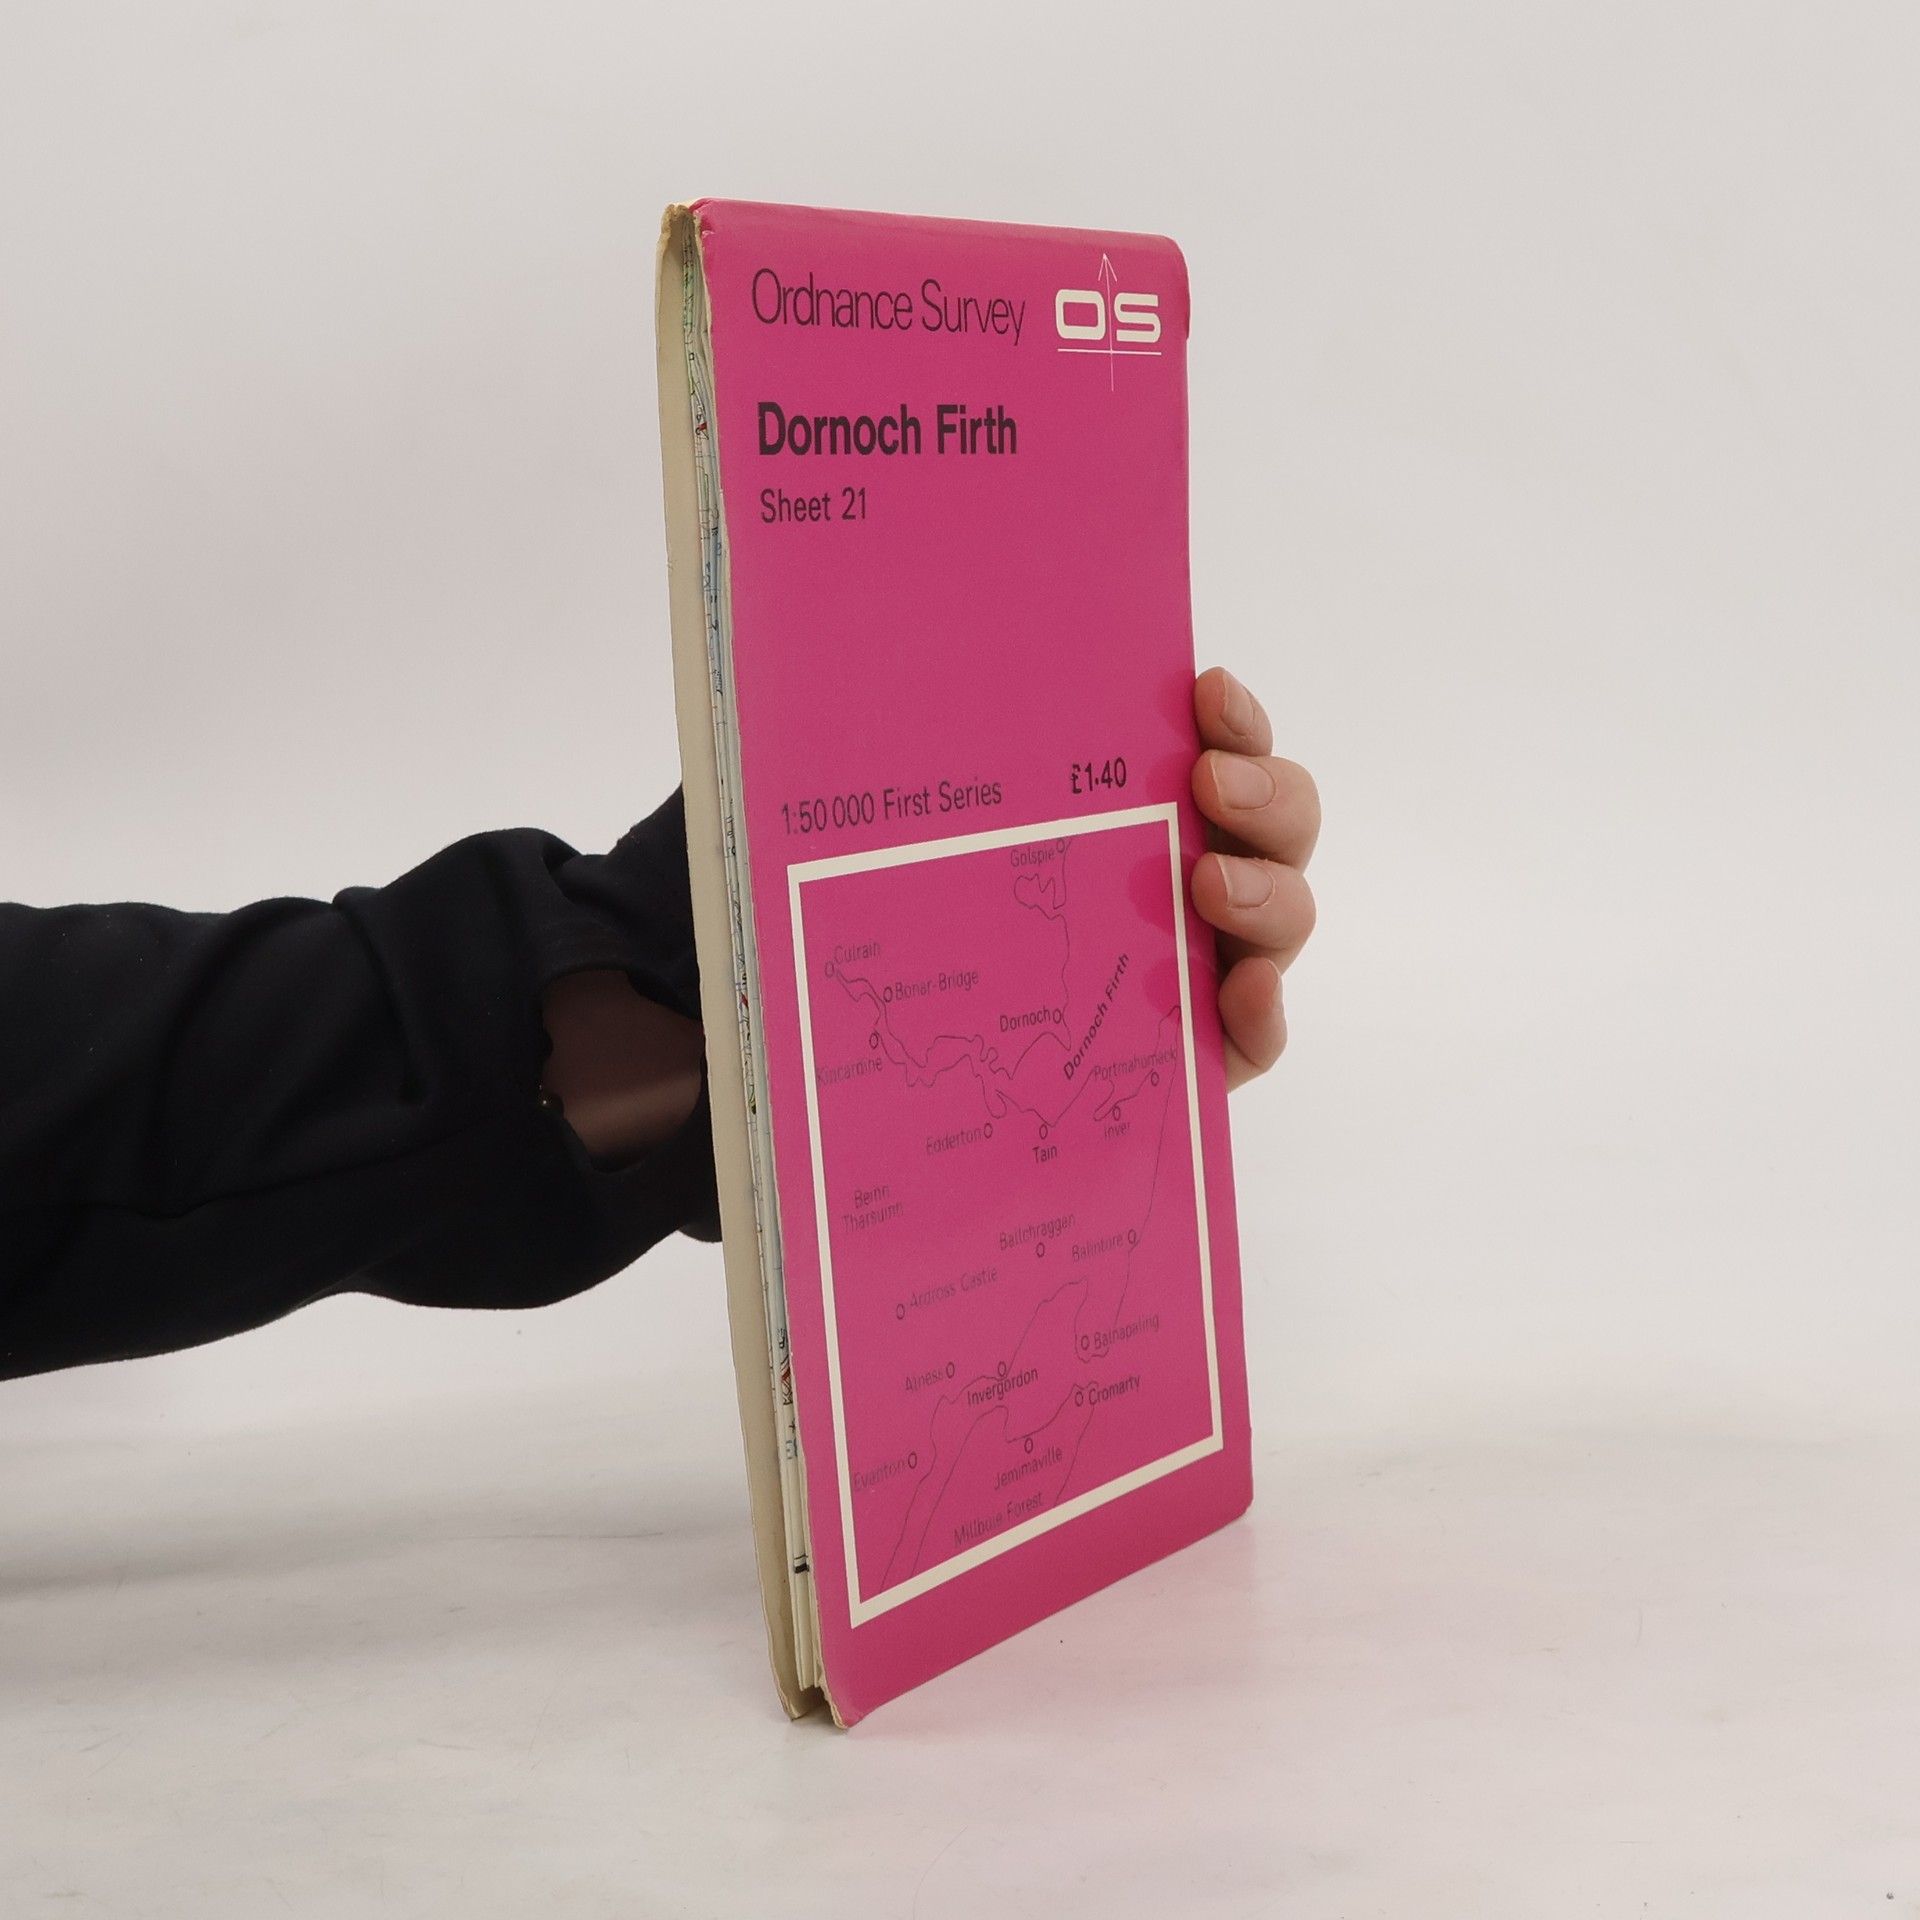 Ordnance Survey
OS
Dornoch Firth
Sheet 21
1:50 000 First Series
£1·40
Golspie
Culrain
Bonar-Bridge
Dornoch
Dornoch Firth
Kincardine
Portmahomack
Edderton
Tain
Inver
Beinn
Tharsuinn
Ballchraggan
Balintore
Ardross Castle
Balnapaling
Alness
Invergordon
Cromarty
Evanton
Jemimaville
Millbuie Forest